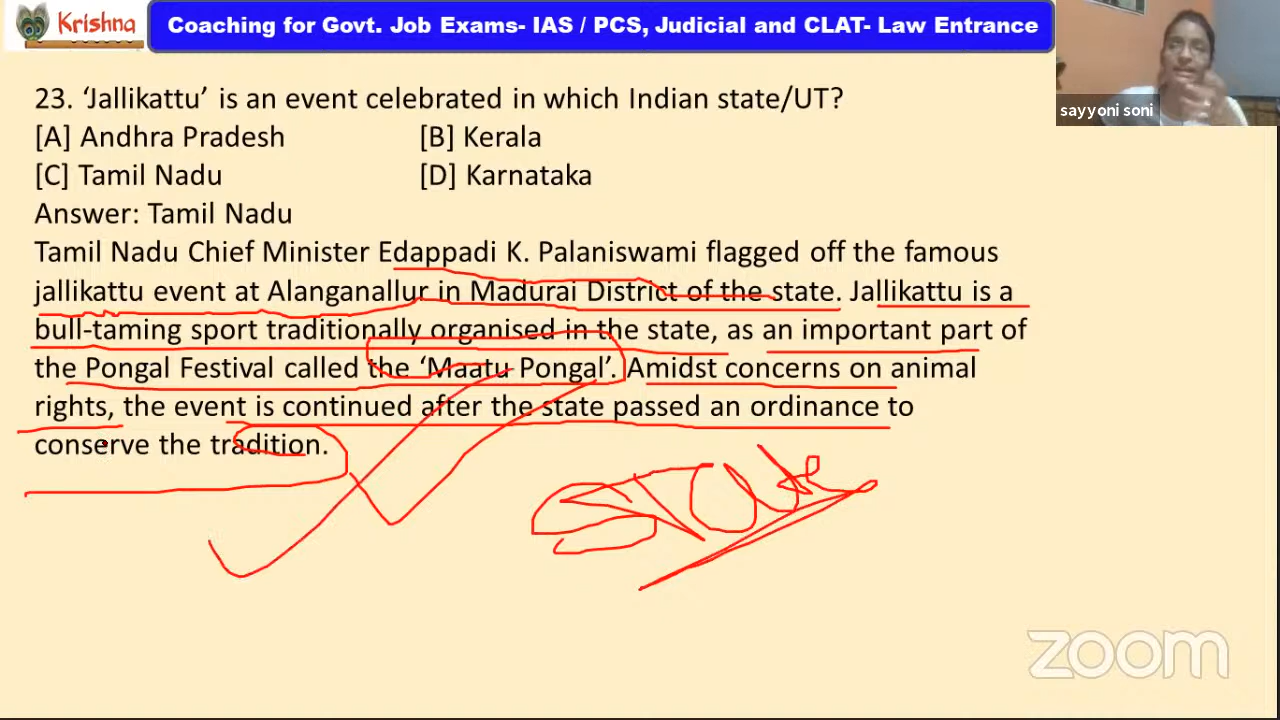 Krishna
Coaching for Govt. Job Exams- IAS / PCS, Judicial and CLAT- Law Entrance
sayyoni soni
23. ‘Jallikattu’ is an event celebrated in which Indian state/UT?
[A] Andhra Pradesh [B] Kerala
[C] Tamil Nadu [D] Karnataka
Answer: Tamil Nadu
Tamil Nadu Chief Minister Edappadi K. Palaniswami flagged off the famous
jallikattu event at Alanganallur in Madurai District of the state. Jallikattu is a
bull-taming sport traditionally organised in the state, as an important part of
the Pongal Festival called the ‘Maatu Pongal’. Amidst concerns on animal
rights, the event is continued after the state passed an ordinance to
conserve the tradition.
zoom